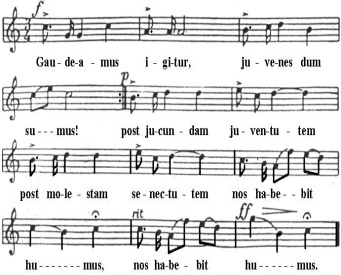 f
Gau-de-a-mus i-gi-tur, ju-ve-nes dum
p
su---mus! post ju-cun-dam ju-ven-tu-tem
post mo-le-stam se-nec-tu-tem nos ha-be--bit
rit ff
hu-------mus, nos ha-be-bit hu------mus.